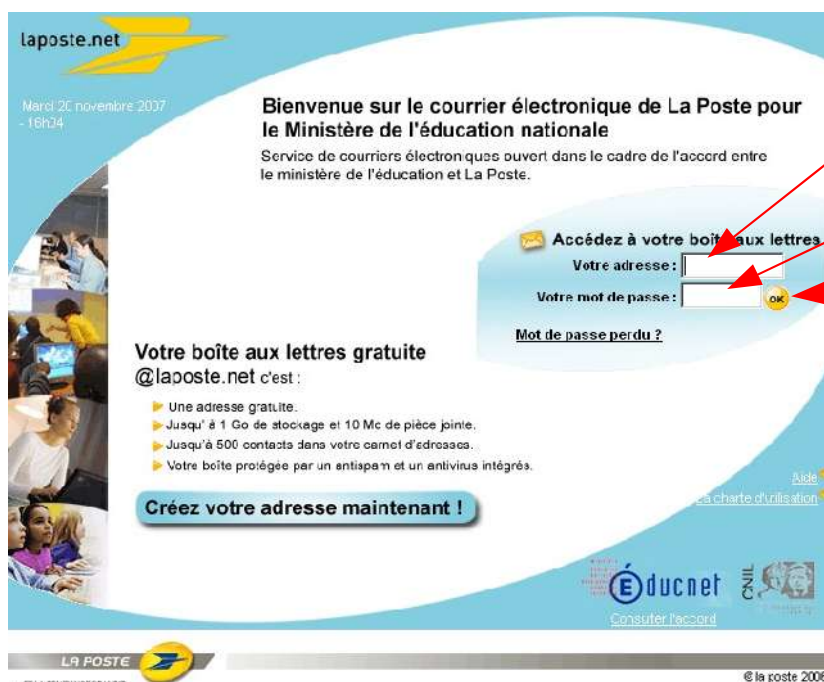 laposte.net
Mardi 20 novembre 2007
- 16h04
Bienvenue sur le courrier électronique de La Poste pour
le Ministère de l'éducation nationale
Service de courriers électroniques ouvert dans le cadre de l'accord entre
le ministère de l'éducation et La Poste.
Accédez à votre boîte aux lettres
Votre adresse :
Votre mot de passe :
OK
Mot de passe perdu ?
Votre boîte aux lettres gratuite
@laposte.net c'est :
Une adresse gratuite.
Jusqu' à 1 Go de stockage et 10 Mo de pièce jointe.
Jusqu'à 500 contacts dans votre carnet d'adresses.
Votre boîte protégée par un antispam et un antivirus intégrés.
Créez votre adresse maintenant !
Aide
La charte d'utilisation
Éducnet
CNIL
Consulter l'accord
LA POSTE
© la poste 2006